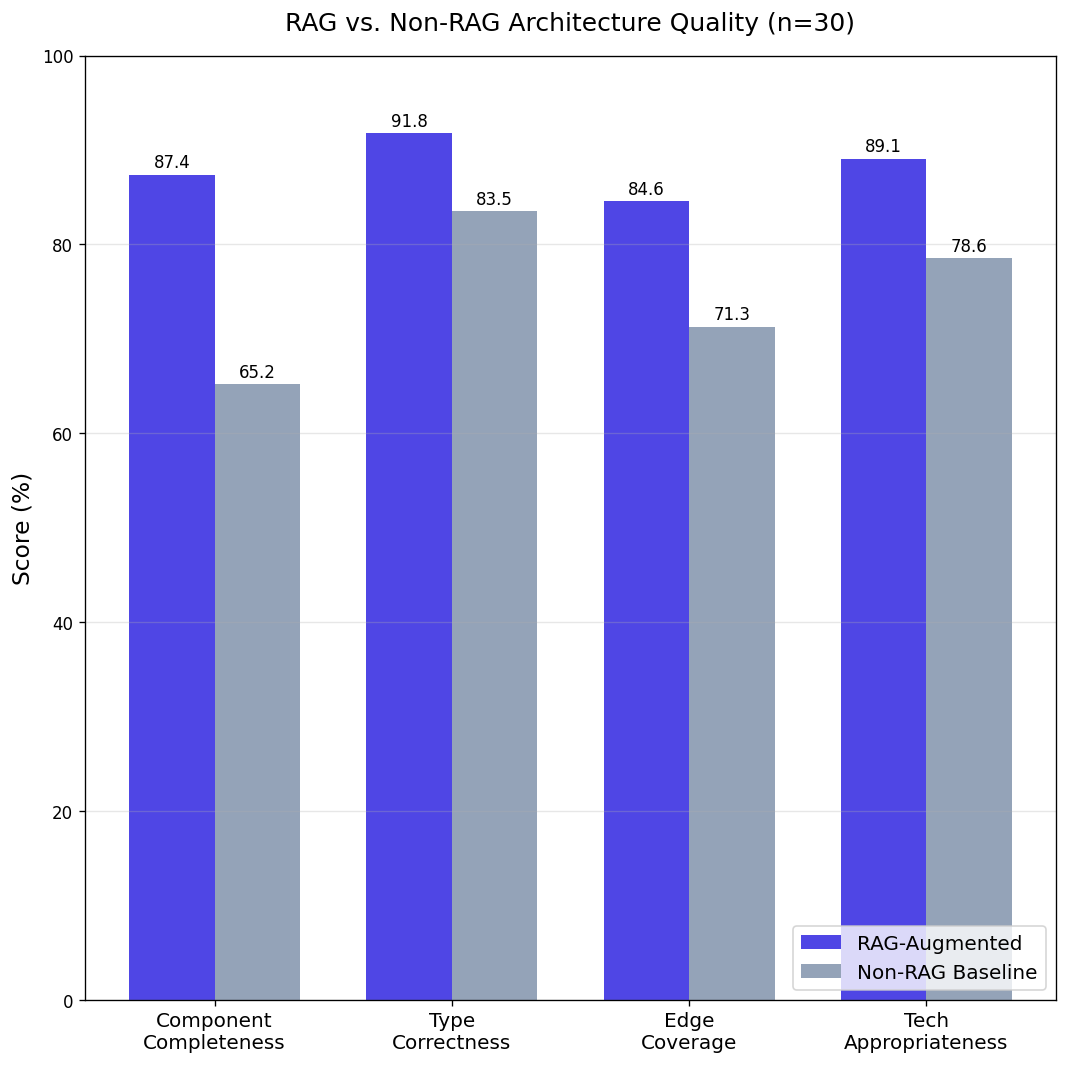 RAG vs. Non-RAG Architecture Quality (n=30)
Score (%)
100
80
60
40
20
0
87.4
65.2
91.8
83.5
84.6
71.3
89.1
78.6
Component
Completeness
Type
Correctness
Edge
Coverage
Tech
Appropriateness
RAG-Augmented
Non-RAG Baseline